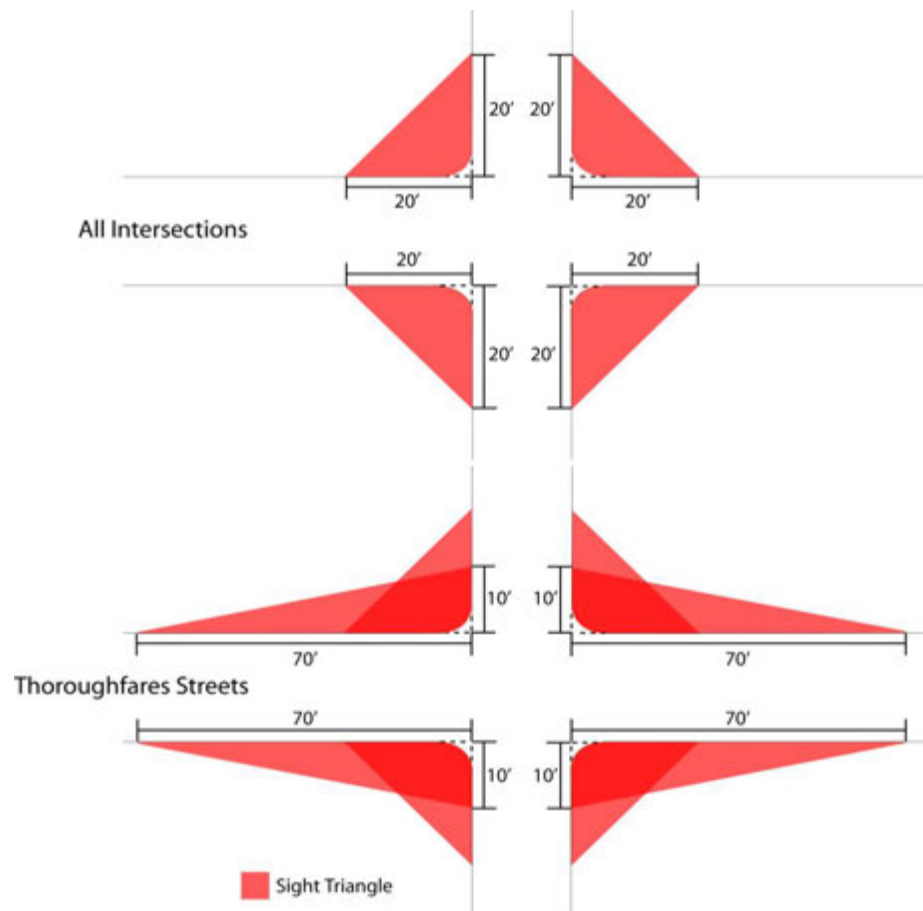 20’ 20’
20’ 20’
All Intersections
20’ 20’
20’ 20’
10’ 10’
70’ 70’
Thoroughfares Streets
70’ 70’
10’ 10’
Sight Triangle